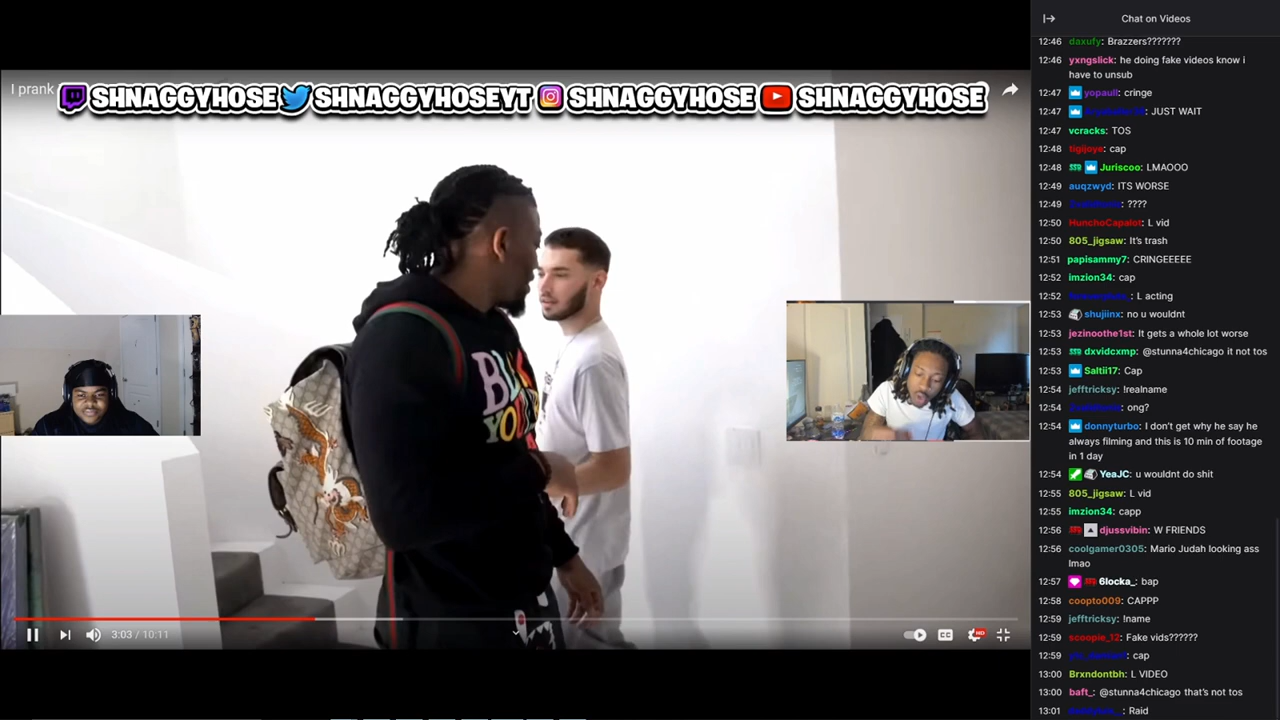 I prank
SHNAGGYHOSE SHNAGGYHOSEYT SHNAGGYHOSE SHNAGGYHOSE
BL
YO
3:03 / 10:11
CC
HD
Chat on Videos
12:46 daxufy: Brazzers???????
12:46 yxngslick: he doing fake videos know i
have to unsub
12:47 yopaull: cringe
12:47 : JUST WAIT
12:47 vcracks: TOS
12:48 tigijoye: cap
12:48 Juriscoo: LMAOOO
12:49 auqzwyd: ITS WORSE
12:49 : ????
12:50 HunchoCapalot: L vid
12:50 805_jigsaw: It's trash
12:51 papisammy7: CRINGEEEEE
12:52 imzion34: cap
12:52 : L acting
12:53 shujiinx: no u wouldnt
12:53 jezinoothe1st: It gets a whole lot worse
12:53 dxvidcxmp: @stunna4chicago it not tos
12:53 Saltii17: Cap
12:54 jefftricksy: !realname
12:54 : ong?
12:54 donnyturbo: I don't get why he say he
always filming and this is 10 min of footage
in 1 day
12:54 YeaJC: u wouldnt do shit
12:55 805_jigsaw: L vid
12:55 imzion34: capp
12:56 djussvibin: W FRIENDS
12:56 coolgamer0305: Mario Judah looking ass
lmao
12:57 6locka_: bap
12:58 coopto009: CAPPP
12:59 jefftricksy: !name
12:59 scoopie_12: Fake vids??????
12:59 : cap
13:00 Brxndontbh: L VIDEO
13:00 baft_: @stunna4chicago that's not tos
13:01 : Raid